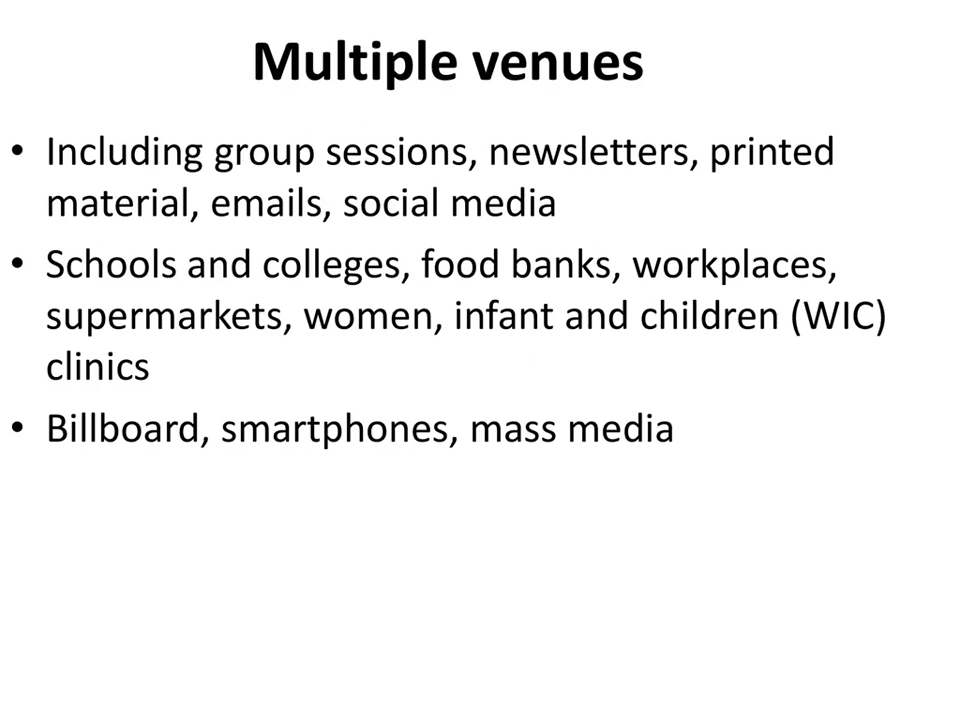 Multiple venues
• Including group sessions, newsletters, printed
material, emails, social media
• Schools and colleges, food banks, workplaces,
supermarkets, women, infant and children (WIC)
clinics
• Billboard, smartphones, mass media